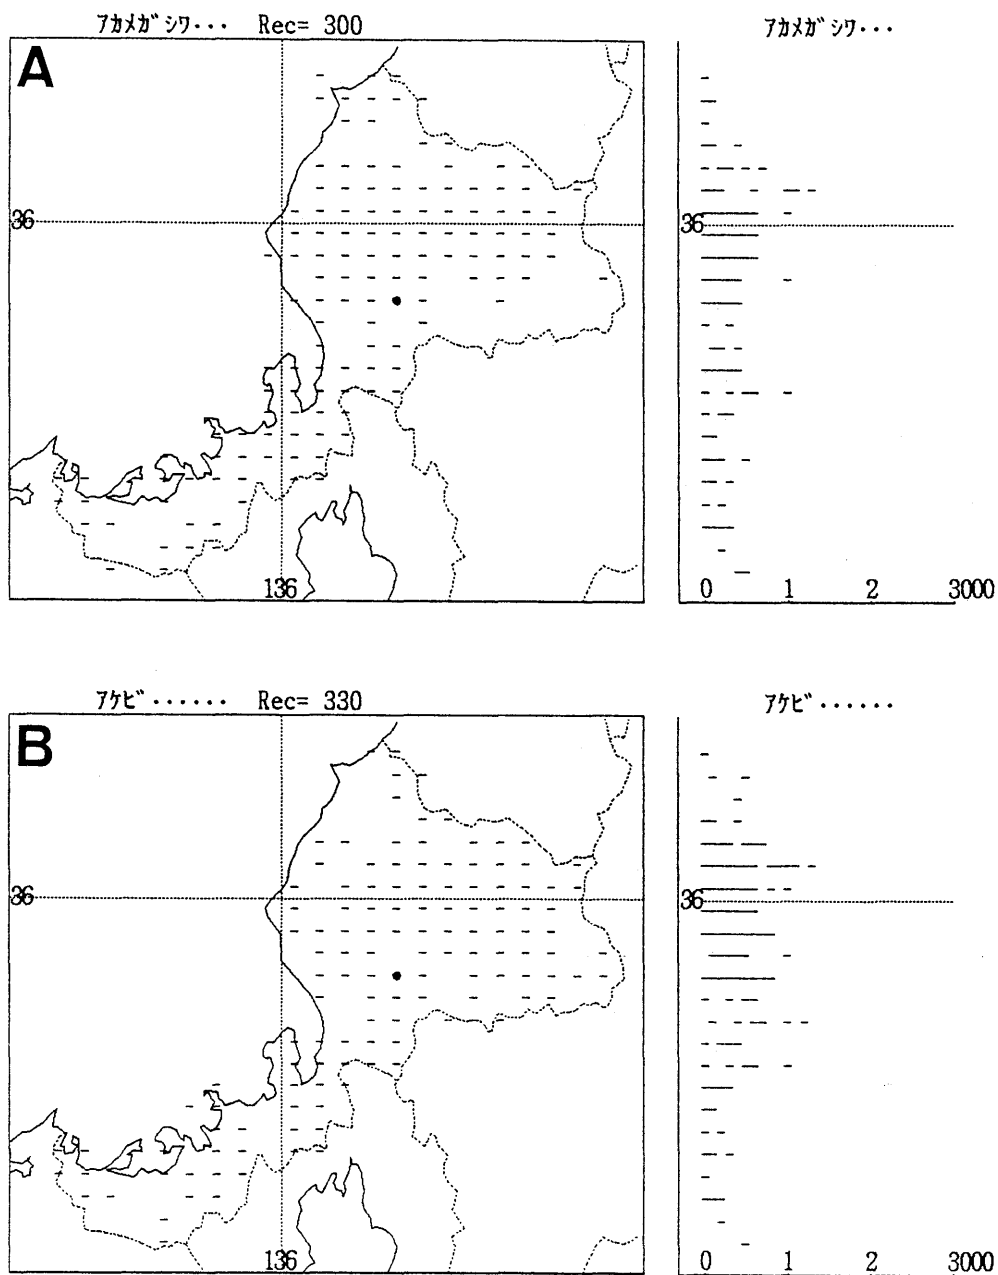 ｱｶﾒｶﾞｼﾜ･･･ Rec= 300
ｱｶﾒｶﾞｼﾜ･･･
A
36
36
136
0 1 2 3000
ｱｹﾋﾞ･･････ Rec= 330
ｱｹﾋﾞ･･････
B
36
36
136
0 1 2 3000